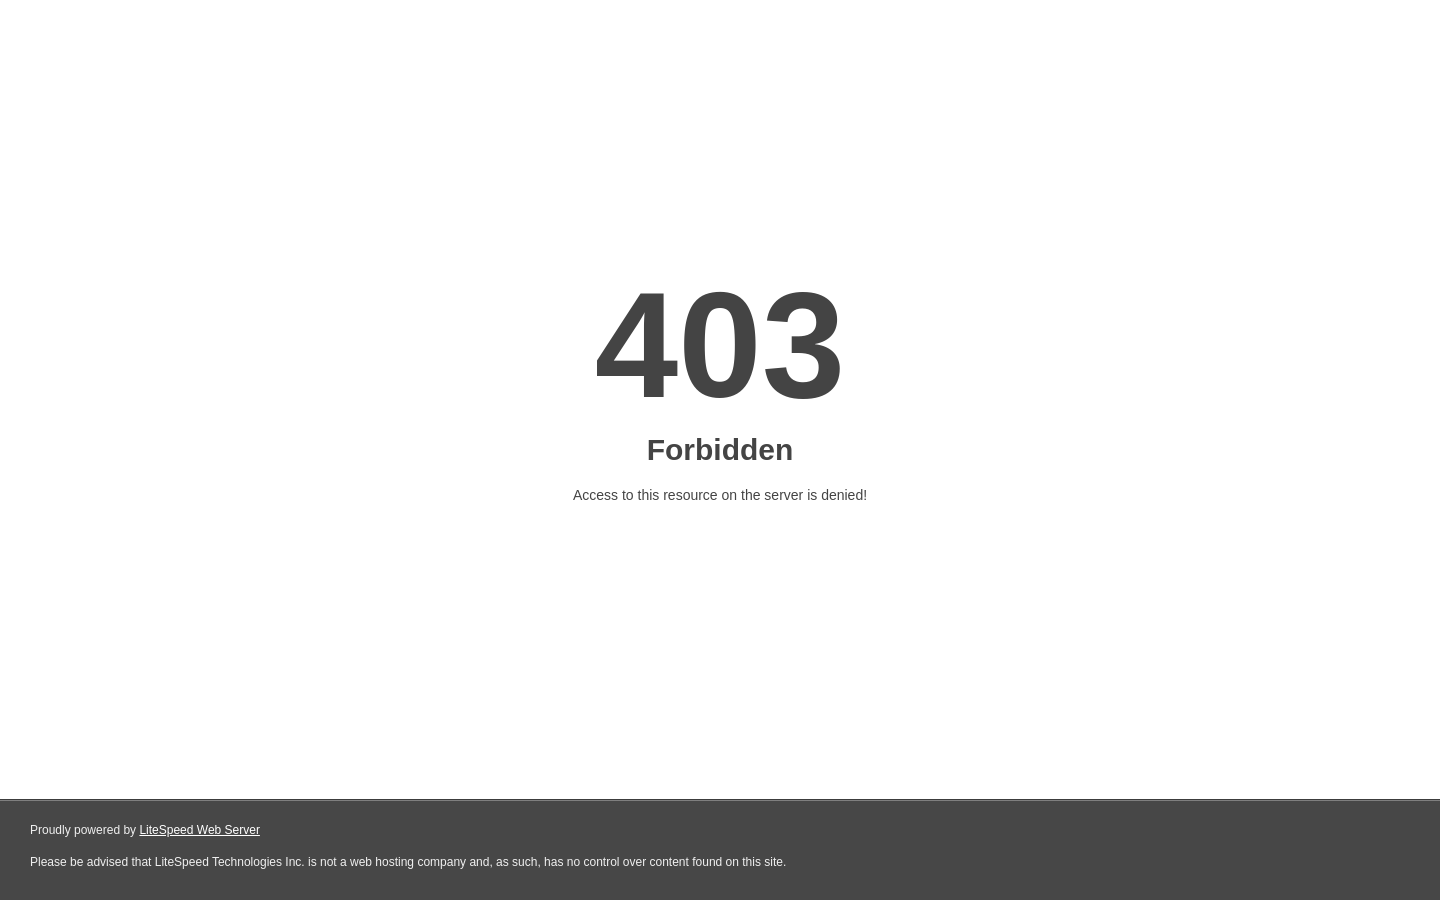 403
Forbidden
Access to this resource on the server is denied!
Proudly powered by LiteSpeed Web Server
Please be advised that LiteSpeed Technologies Inc. is not a web hosting company and, as such, has no control over content found on this site.